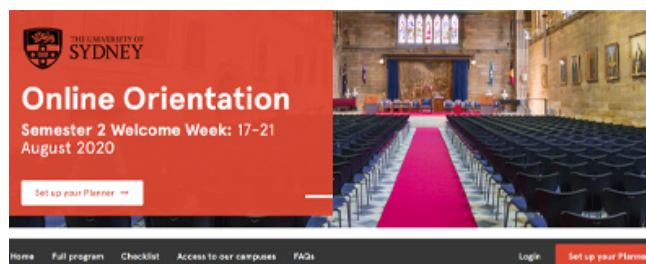 THE UNIVERSITY OF
SYDNEY
Online Orientation
Semester 2 Welcome Week: 17-21
August 2020
Set up your Planner →
Home Full program Checklist Access to our campuses FAQs Login Set up your Planner